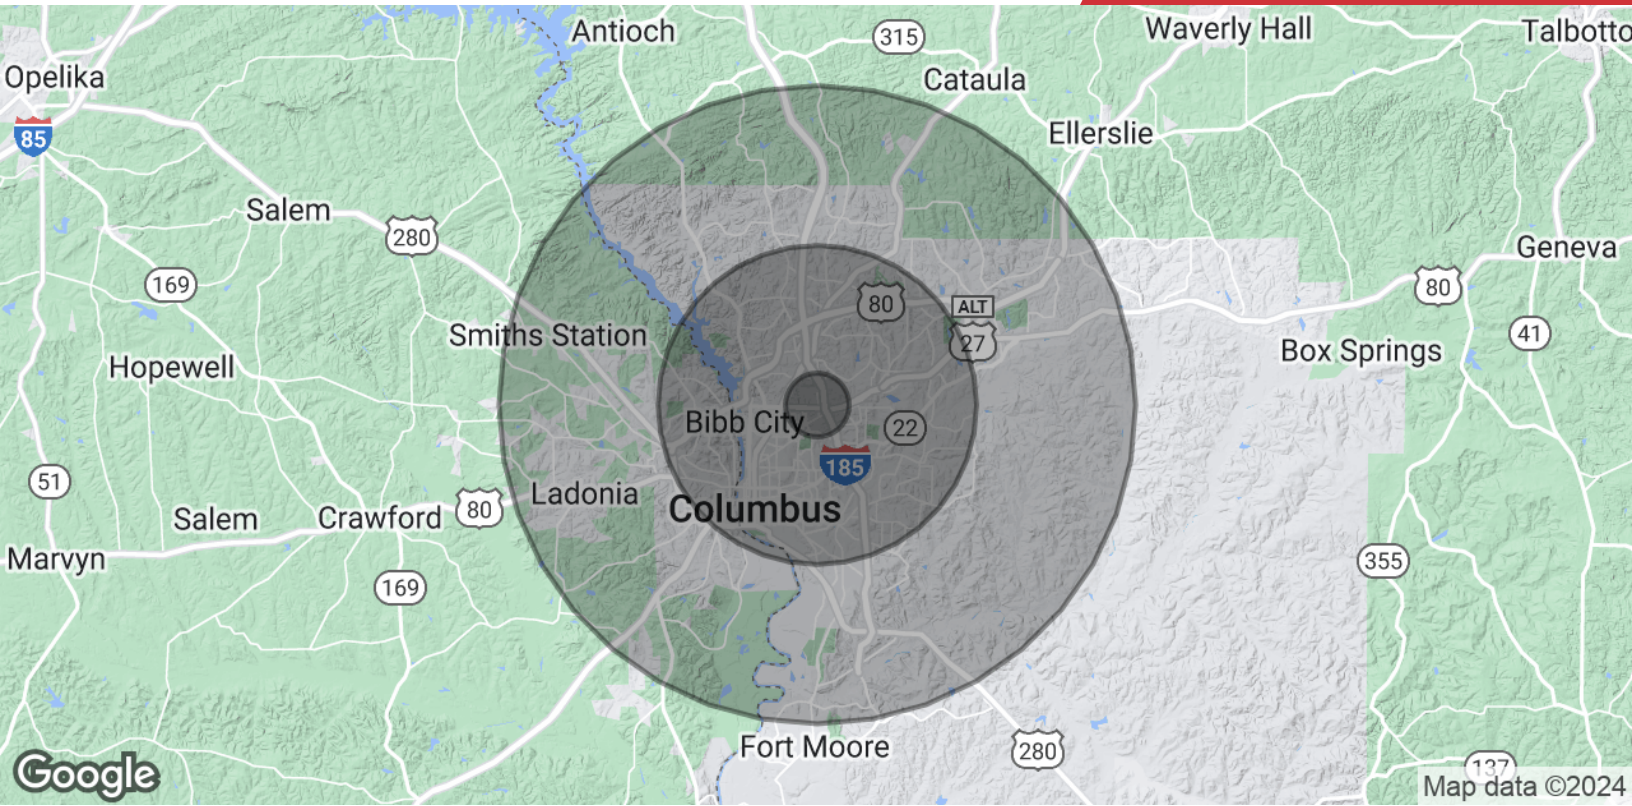 Antioch
315
Waverly Hall
Talbotto
Opelika
Cataula
85
Ellerslie
Salem
280
Geneva
169
80
80
ALT
27
Smiths Station
41
Box Springs
Hopewell
Bibb City
22
185
51
Ladonia
Columbus
80
Salem
Crawford
Marvyn
355
169
Fort Moore
280
137
Google
Map data ©2024